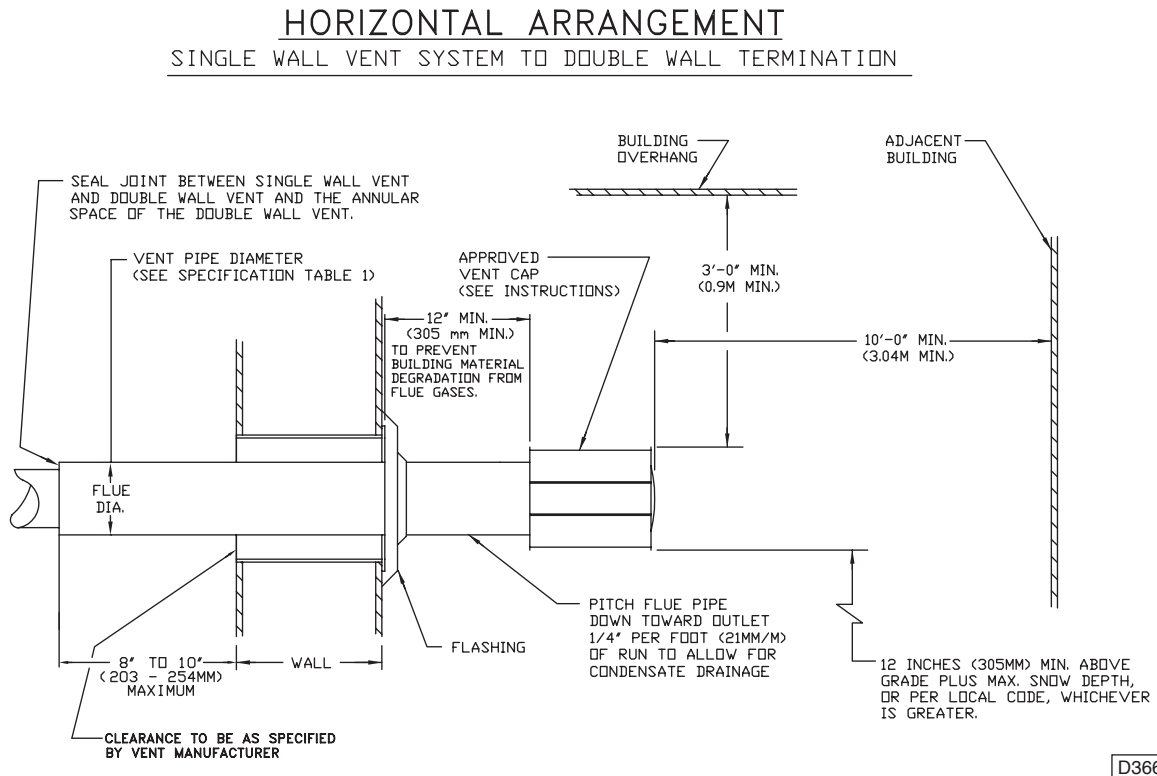 HORIZONTAL ARRANGEMENT
SINGLE WALL VENT SYSTEM TO DOUBLE WALL TERMINATION
BUILDING
OVERHANG
ADJACENT
BUILDING
SEAL JOINT BETWEEN SINGLE WALL VENT
AND DOUBLE WALL VENT AND THE ANNULAR
SPACE OF THE DOUBLE WALL VENT.
VENT PIPE DIAMETER
(SEE SPECIFICATION TABLE 1)
APPROVED
VENT CAP
(SEE INSTRUCTIONS)
3'-0" MIN.
(0.9M MIN.)
12" MIN.
(305 mm MIN.)
TO PREVENT
BUILDING MATERIAL
DEGRADATION FROM
FLUE GASES.
10'-0" MIN.
(3.04M MIN.)
FLUE
DIA.
PITCH FLUE PIPE
DOWN TOWARD OUTLET
1/4" PER FOOT (21MM/M)
OF RUN TO ALLOW FOR
CONDENSATE DRAINAGE
FLASHING
8" TO 10"
(203 - 254MM)
MAXIMUM
WALL
12 INCHES (305MM) MIN. ABOVE
GRADE PLUS MAX. SNOW DEPTH,
OR PER LOCAL CODE, WHICHEVER
IS GREATER.
CLEARANCE TO BE AS SPECIFIED
BY VENT MANUFACTURER
D366